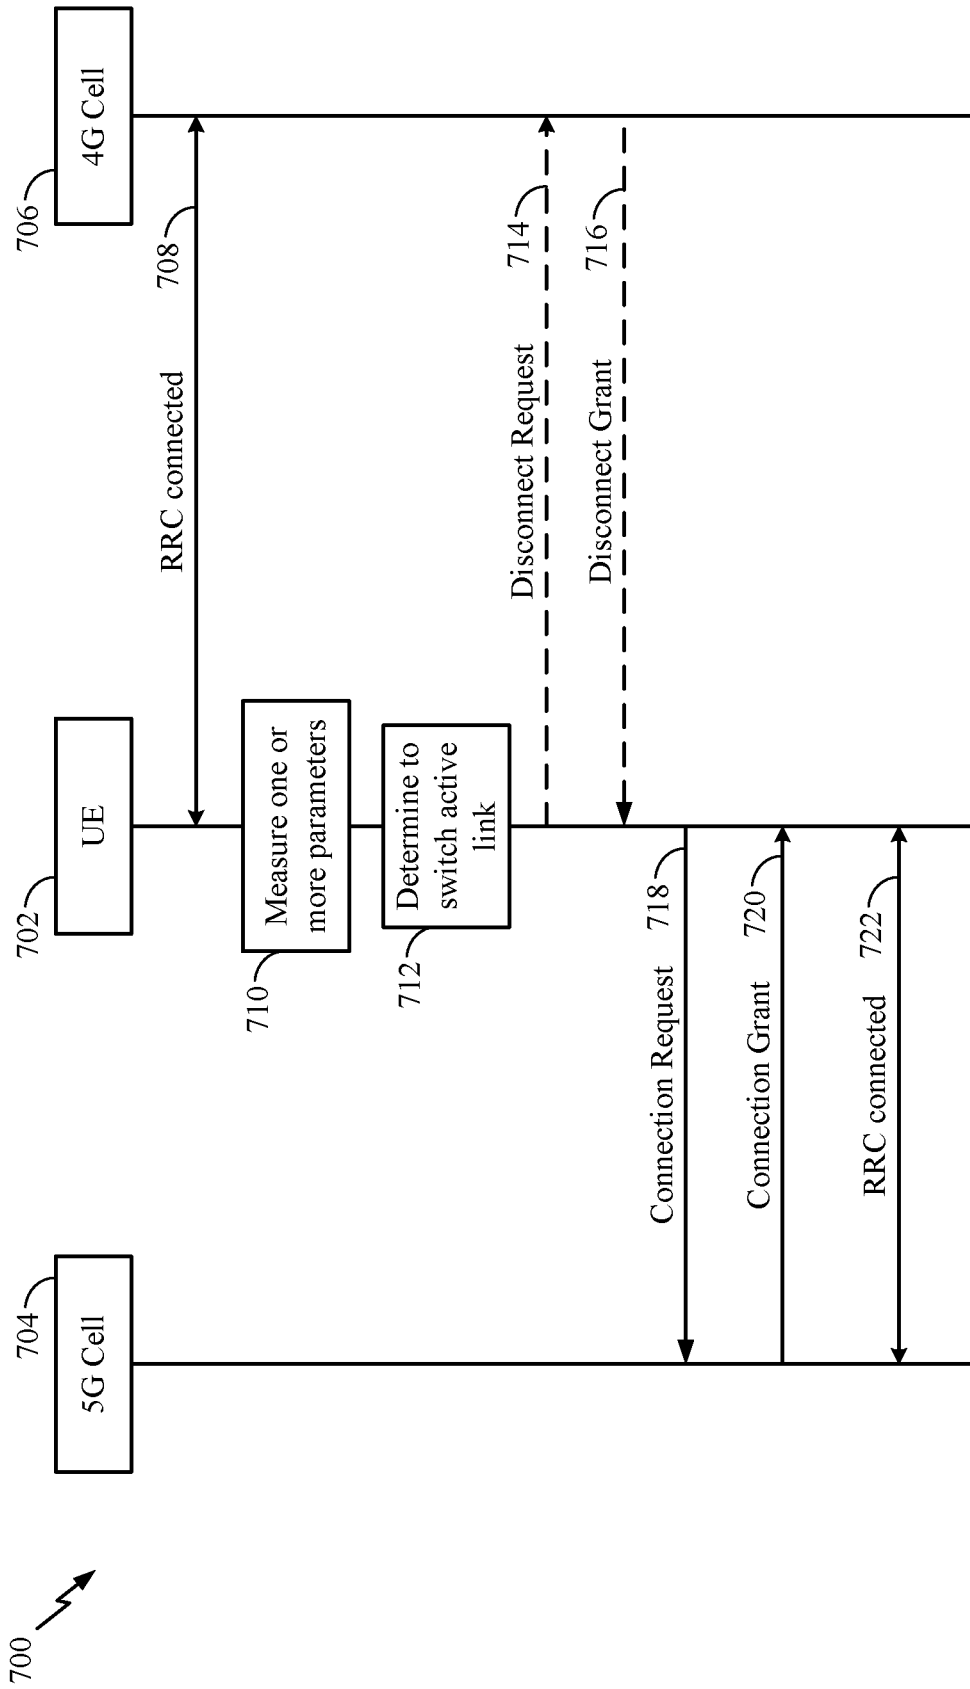 700
5G Cell
704
UE
702
4G Cell
706
RRC connected
708
Measure one or
more parameters
710
Determine to
switch active
link
712
Disconnect Request
714
Disconnect Grant
716
Connection Request
718
Connection Grant
720
RRC connected
722